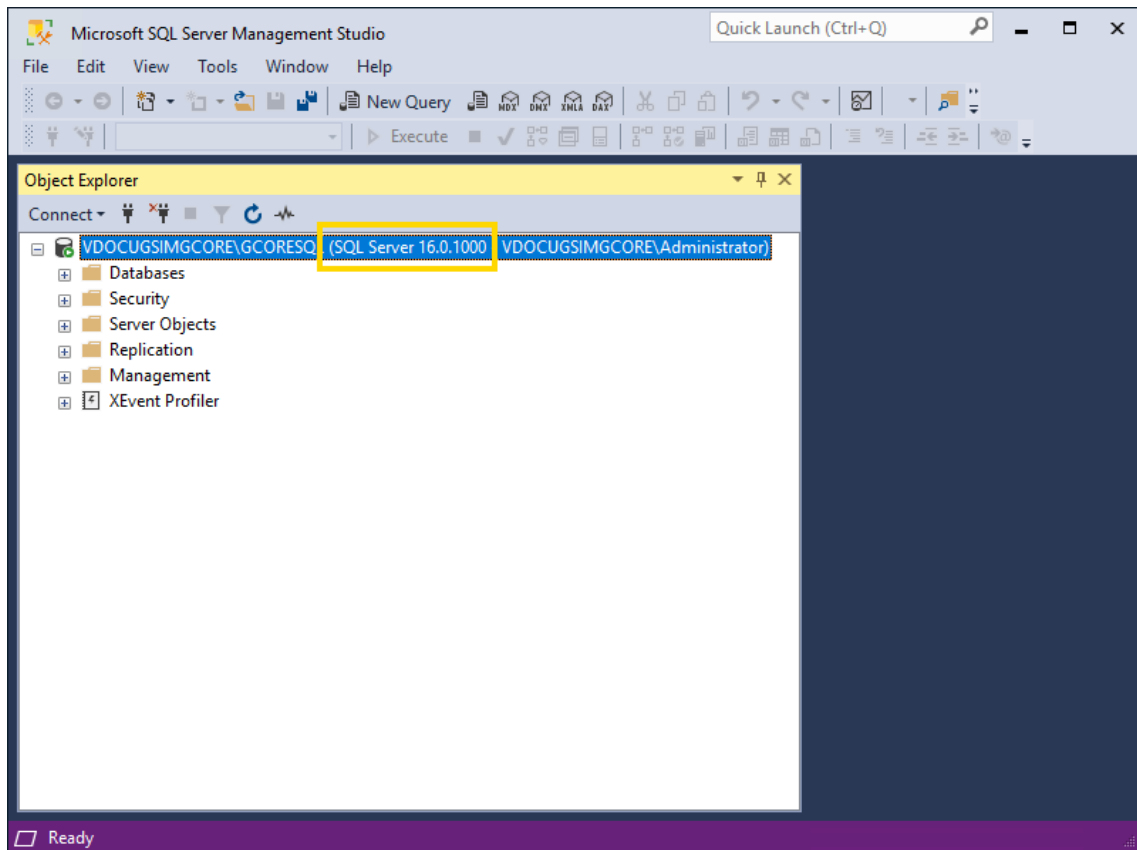 Microsoft SQL Server Management Studio
Quick Launch (Ctrl+Q)
File Edit View Tools Window Help
New Query MDX DMX XMLA DAX
Execute
Object Explorer
Connect
VDOCUGSIMGCORE\GCORESQ (SQL Server 16.0.1000 VDOCUGSIMGCORE\Administrator)
Databases
Security
Server Objects
Replication
Management
XEvent Profiler
Ready